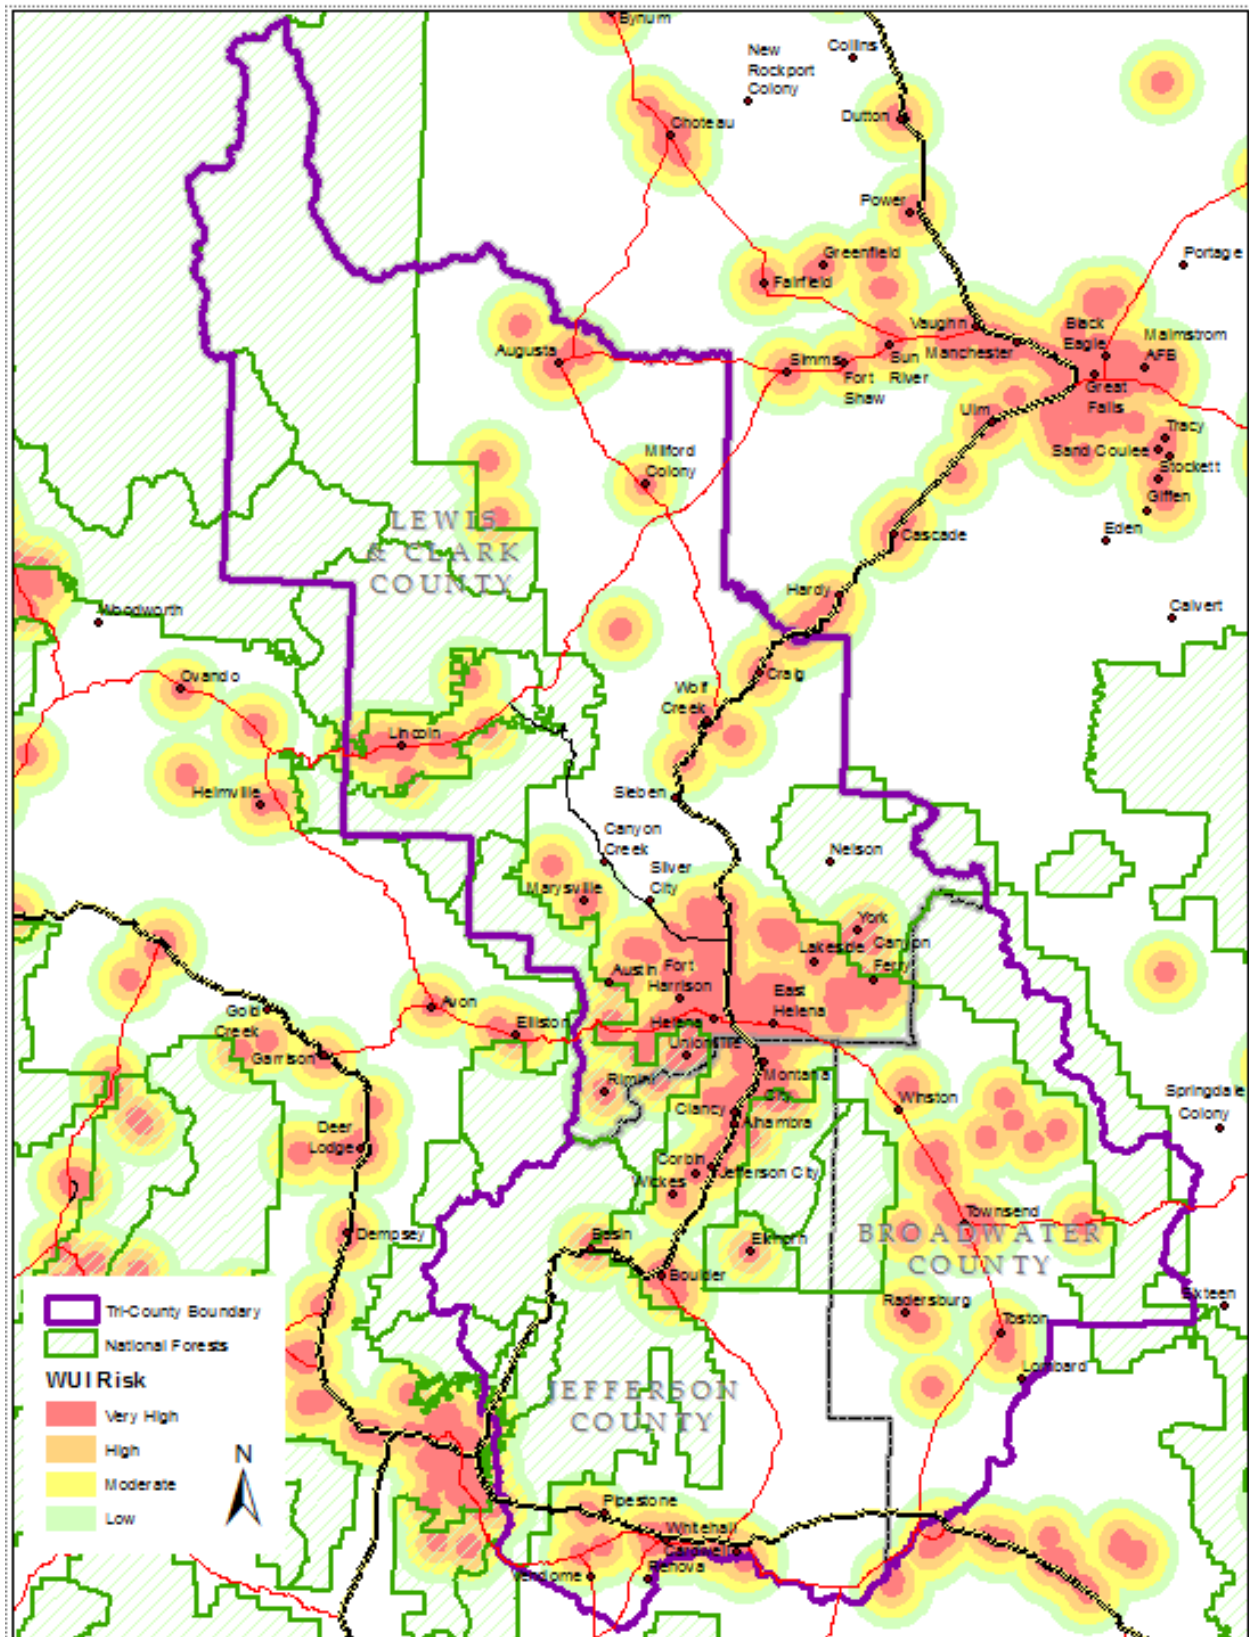 Bynum
Collins
New
Rockport
Colony
Choteau
Dutton
Power
Greenfield
Portage
Fairfield
Vaughn
Black
Eagle
Malmstrom
AFB
Augusta
Simms
Sun
River
Manchester
Fort
Shaw
Great
Falls
Ulm
Tracy
Milford
Colony
Sand Coulee
Stockett
Giffen
LEWIS
& CLARK
COUNTY
Cascade
Eden
Hardy
Woodworth
Calvert
Ovando
Craig
Wolf
Creek
Lincoln
Helmville
Sieben
Canyon
Creek
Nelson
Silver
City
Marysville
York
Lakeside
Canyon
Ferry
Austin
Fort
Harrison
East
Helena
Avon
Gold
Creek
Elliston
Helena
Unionville
Garrison
Rimini
Montana
City
Winston
Springdale
Colony
Clancy
Alhambra
Deer
Lodge
Corbin
Jefferson City
Wickes
Townsend
Dempsey
Basin
Elkhorn
BROADWATER
COUNTY
Boulder
Radersburg
Sixteen
Toston
Lombard
JEFFERSON
COUNTY
Pipestone
Whitehall
Cardwell
Vendome
Renova
Tri-County Boundary
National Forests
WUI Risk
Very High
High
Moderate
Low
N